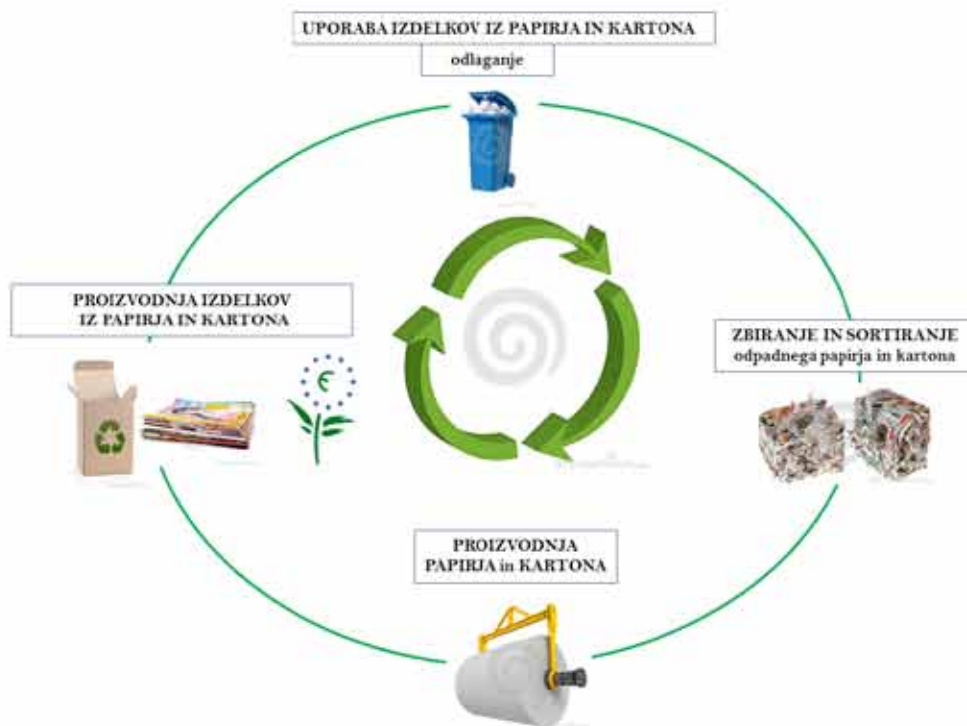 UPORABA IZDELKOV IZ PAPIRJA IN KARTONA
odlaganje
PROIZVODNJA IZDELKOV
IZ PAPIRJA IN KARTONA
ZBIRANJE IN SORTIRANJE
odpadnega papirja in kartona
PROIZVODNJA
PAPIRJA in KARTONA